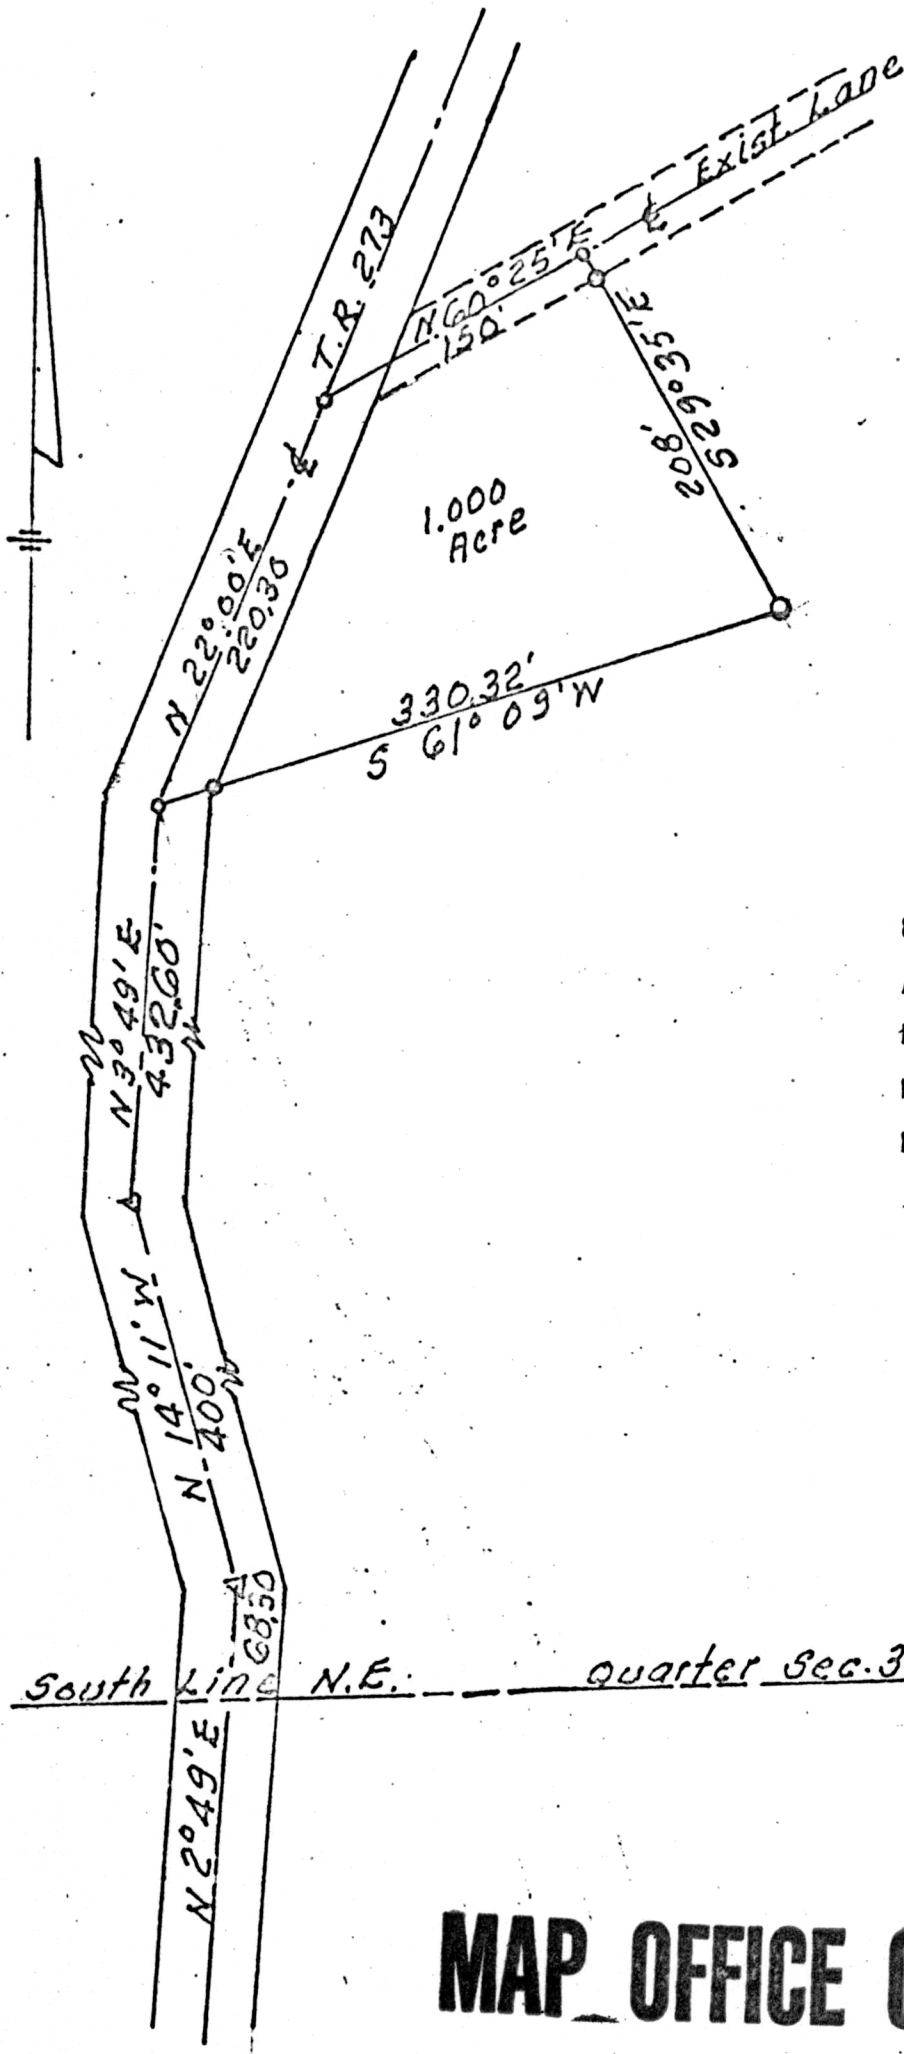 Exist. Lane
N.60°25'E
150'
T.R. 273
S29°35'E
208'
1.000
Acre
N 22°00'E
220.30
330.32'
S 61° 09'W
N 3° 49' E
432.60'
N 14° 11' W
400'
68.50
South Line N.E. Quarter Sec. 3
N 2° 49' E
MAP OFFICE